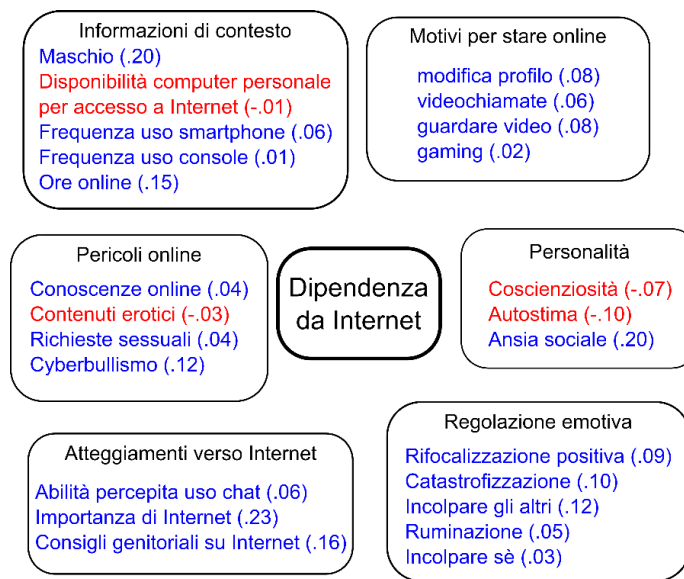 Informazioni di contesto
Maschio (.20)
Disponibilità computer personale
per accesso a Internet (-.01)
Frequenza uso smartphone (.06)
Frequenza uso console (.01)
Ore online (.15)
Motivi per stare online
modifica profilo (.08)
videochiamate (.06)
guardare video (.08)
gaming (.02)
Pericoli online
Conoscenze online (.04)
Contenuti erotici (-.03)
Richieste sessuali (.04)
Cyberbullismo (.12)
Dipendenza
da Internet
Personalità
Coscienziosità (-.07)
Autostima (-.10)
Ansia sociale (.20)
Atteggiamenti verso Internet
Abilità percepita uso chat (.06)
Importanza di Internet (.23)
Consigli genitoriali su Internet (.16)
Regolazione emotiva
Rifocalizzazione positiva (.09)
Catastrofizzazione (.10)
Incolpare gli altri (.12)
Ruminazione (.05)
Incolpare sè (.03)